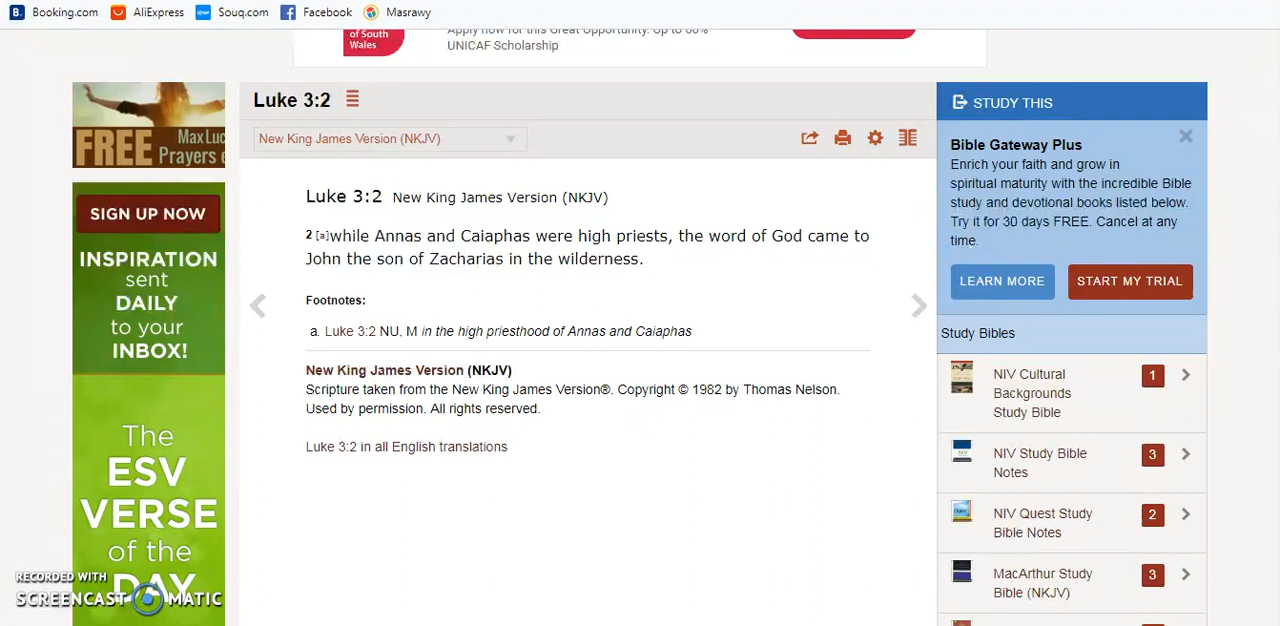 Booking.com AliExpress Souq.com Facebook Masrawy
of South
Wales
UNICAF Scholarship
FREE Max Luc
Prayers
SIGN UP NOW
INSPIRATION
sent
DAILY
to your
INBOX!
The
ESV
VERSE
of the
DAY
RECORDED WITH
SCREENCAST MATIC
Luke 3:2
New King James Version (NKJV)
Luke 3:2 New King James Version (NKJV)
2 [a]while Annas and Caiaphas were high priests, the word of God came to
John the son of Zacharias in the wilderness.
Footnotes:
a. Luke 3:2 NU, M in the high priesthood of Annas and Caiaphas
New King James Version (NKJV)
Scripture taken from the New King James Version®. Copyright © 1982 by Thomas Nelson.
Used by permission. All rights reserved.
Luke 3:2 in all English translations
STUDY THIS
Bible Gateway Plus
Enrich your faith and grow in
spiritual maturity with the incredible Bible
study and devotional books listed below.
Try it for 30 days FREE. Cancel at any
time.
LEARN MORE START MY TRIAL
Study Bibles
NIV Cultural
Backgrounds
Study Bible
1
NIV Study Bible
Notes
3
NIV Quest Study
Bible Notes
2
MacArthur Study
Bible (NKJV)
3